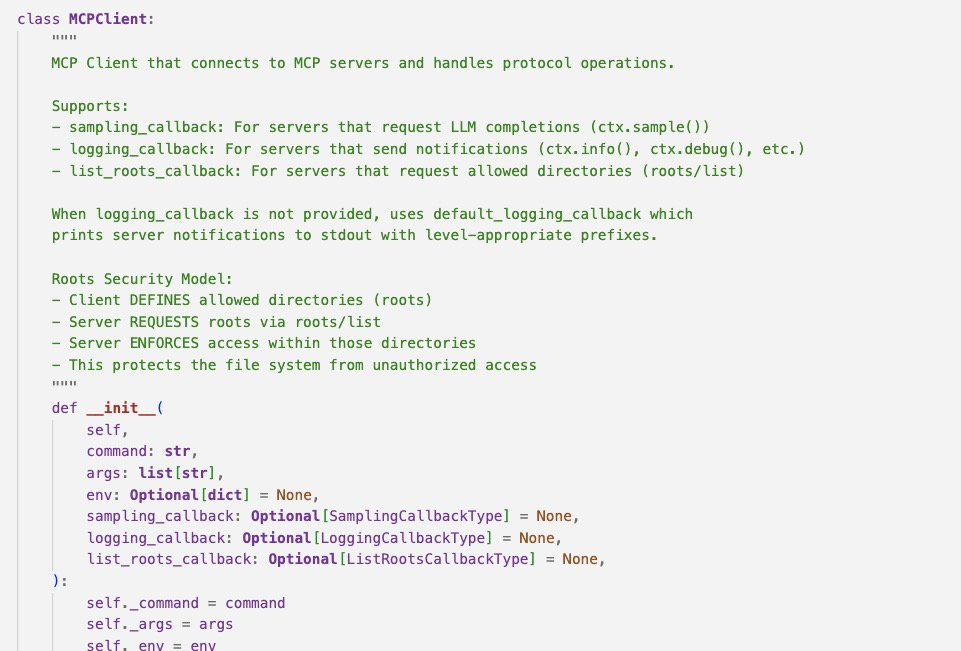 class MCPClient:
    """
    MCP Client that connects to MCP servers and handles protocol operations.

    Supports:
    – sampling_callback: For servers that request LLM completions (ctx.sample())
    – logging_callback: For servers that send notifications (ctx.info(), ctx.debug(), etc.)
    – list_roots_callback: For servers that request allowed directories (roots/list)

    When logging_callback is not provided, uses default_logging_callback which
    prints server notifications to stdout with level–appropriate prefixes.

    Roots Security Model:
    – Client DEFINES allowed directories (roots)
    – Server REQUESTS roots via roots/list
    – Server ENFORCES access within those directories
    – This protects the file system from unauthorized access
    """
    def __init__(
        self,
        command: str,
        args: list[str],
        env: Optional[dict] = None,
        sampling_callback: Optional[SamplingCallbackType] = None,
        logging_callback: Optional[LoggingCallbackType] = None,
        list_roots_callback: Optional[ListRootsCallbackType] = None,
    ):
        self._command = command
        self._args = args
        self._env = env